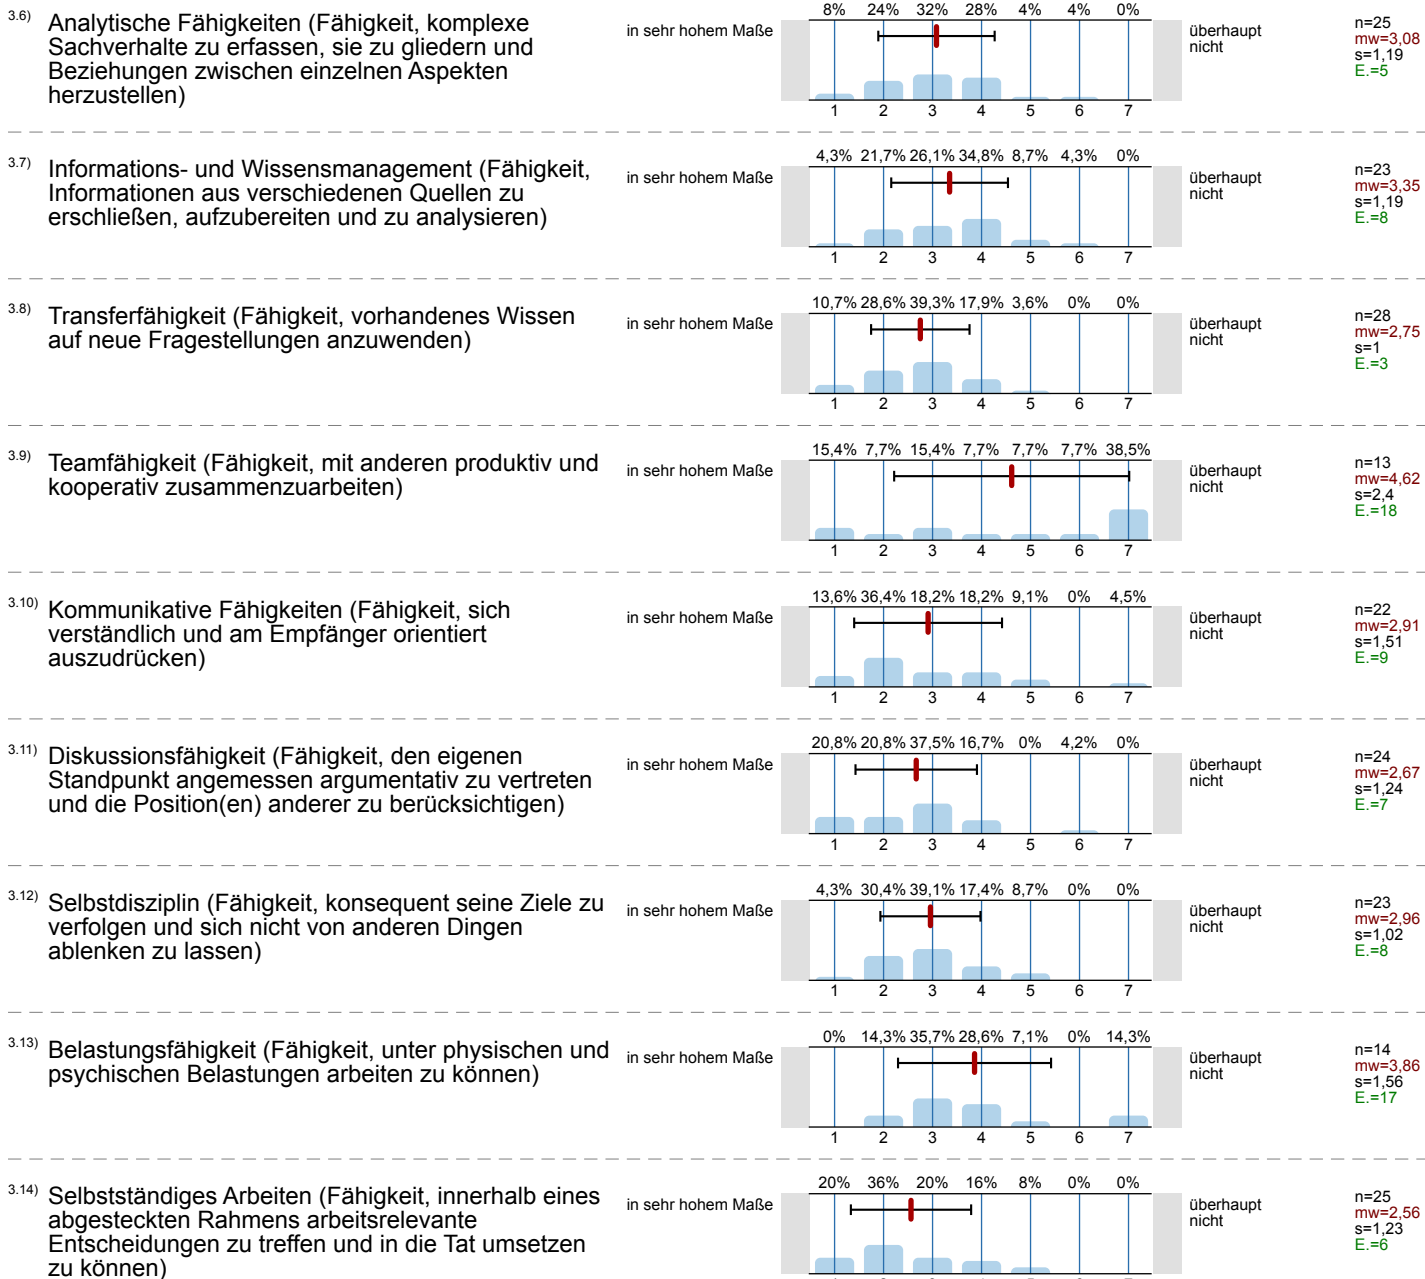 3.6) Analytische Fähigkeiten (Fähigkeit, komplexe
Sachverhalte zu erfassen, sie zu gliedern und
Beziehungen zwischen einzelnen Aspekten
herzustellen)
in sehr hohem Maße
8% 24% 32% 28% 4% 4% 0%
1 2 3 4 5 6 7
überhaupt
nicht
n=25
mw=3,08
s=1,19
E.=5
3.7) Informations- und Wissensmanagement (Fähigkeit,
Informationen aus verschiedenen Quellen zu
erschließen, aufzubereiten und zu analysieren)
in sehr hohem Maße
4,3% 21,7% 26,1% 34,8% 8,7% 4,3% 0%
1 2 3 4 5 6 7
überhaupt
nicht
n=23
mw=3,35
s=1,19
E.=8
3.8) Transferfähigkeit (Fähigkeit, vorhandenes Wissen
auf neue Fragestellungen anzuwenden)
in sehr hohem Maße
10,7% 28,6% 39,3% 17,9% 3,6% 0% 0%
1 2 3 4 5 6 7
überhaupt
nicht
n=28
mw=2,75
s=1
E.=3
3.9) Teamfähigkeit (Fähigkeit, mit anderen produktiv und
kooperativ zusammenzuarbeiten)
in sehr hohem Maße
15,4% 7,7% 15,4% 7,7% 7,7% 7,7% 38,5%
1 2 3 4 5 6 7
überhaupt
nicht
n=13
mw=4,62
s=2,4
E.=18
3.10) Kommunikative Fähigkeiten (Fähigkeit, sich
verständlich und am Empfänger orientiert
auszudrücken)
in sehr hohem Maße
13,6% 36,4% 18,2% 18,2% 9,1% 0% 4,5%
1 2 3 4 5 6 7
überhaupt
nicht
n=22
mw=2,91
s=1,51
E.=9
3.11) Diskussionsfähigkeit (Fähigkeit, den eigenen
Standpunkt angemessen argumentativ zu vertreten
und die Position(en) anderer zu berücksichtigen)
in sehr hohem Maße
20,8% 20,8% 37,5% 16,7% 0% 4,2% 0%
1 2 3 4 5 6 7
überhaupt
nicht
n=24
mw=2,67
s=1,24
E.=7
3.12) Selbstdisziplin (Fähigkeit, konsequent seine Ziele zu
verfolgen und sich nicht von anderen Dingen
ablenken zu lassen)
in sehr hohem Maße
4,3% 30,4% 39,1% 17,4% 8,7% 0% 0%
1 2 3 4 5 6 7
überhaupt
nicht
n=23
mw=2,96
s=1,02
E.=8
3.13) Belastungsfähigkeit (Fähigkeit, unter physischen und
psychischen Belastungen arbeiten zu können)
in sehr hohem Maße
0% 14,3% 35,7% 28,6% 7,1% 0% 14,3%
1 2 3 4 5 6 7
überhaupt
nicht
n=14
mw=3,86
s=1,56
E.=17
3.14) Selbstständiges Arbeiten (Fähigkeit, innerhalb eines
abgesteckten Rahmens arbeitsrelevante
Entscheidungen zu treffen und in die Tat umsetzen
zu können)
in sehr hohem Maße
20% 36% 20% 16% 8% 0% 0%
überhaupt
nicht
n=25
mw=2,56
s=1,23
E.=6